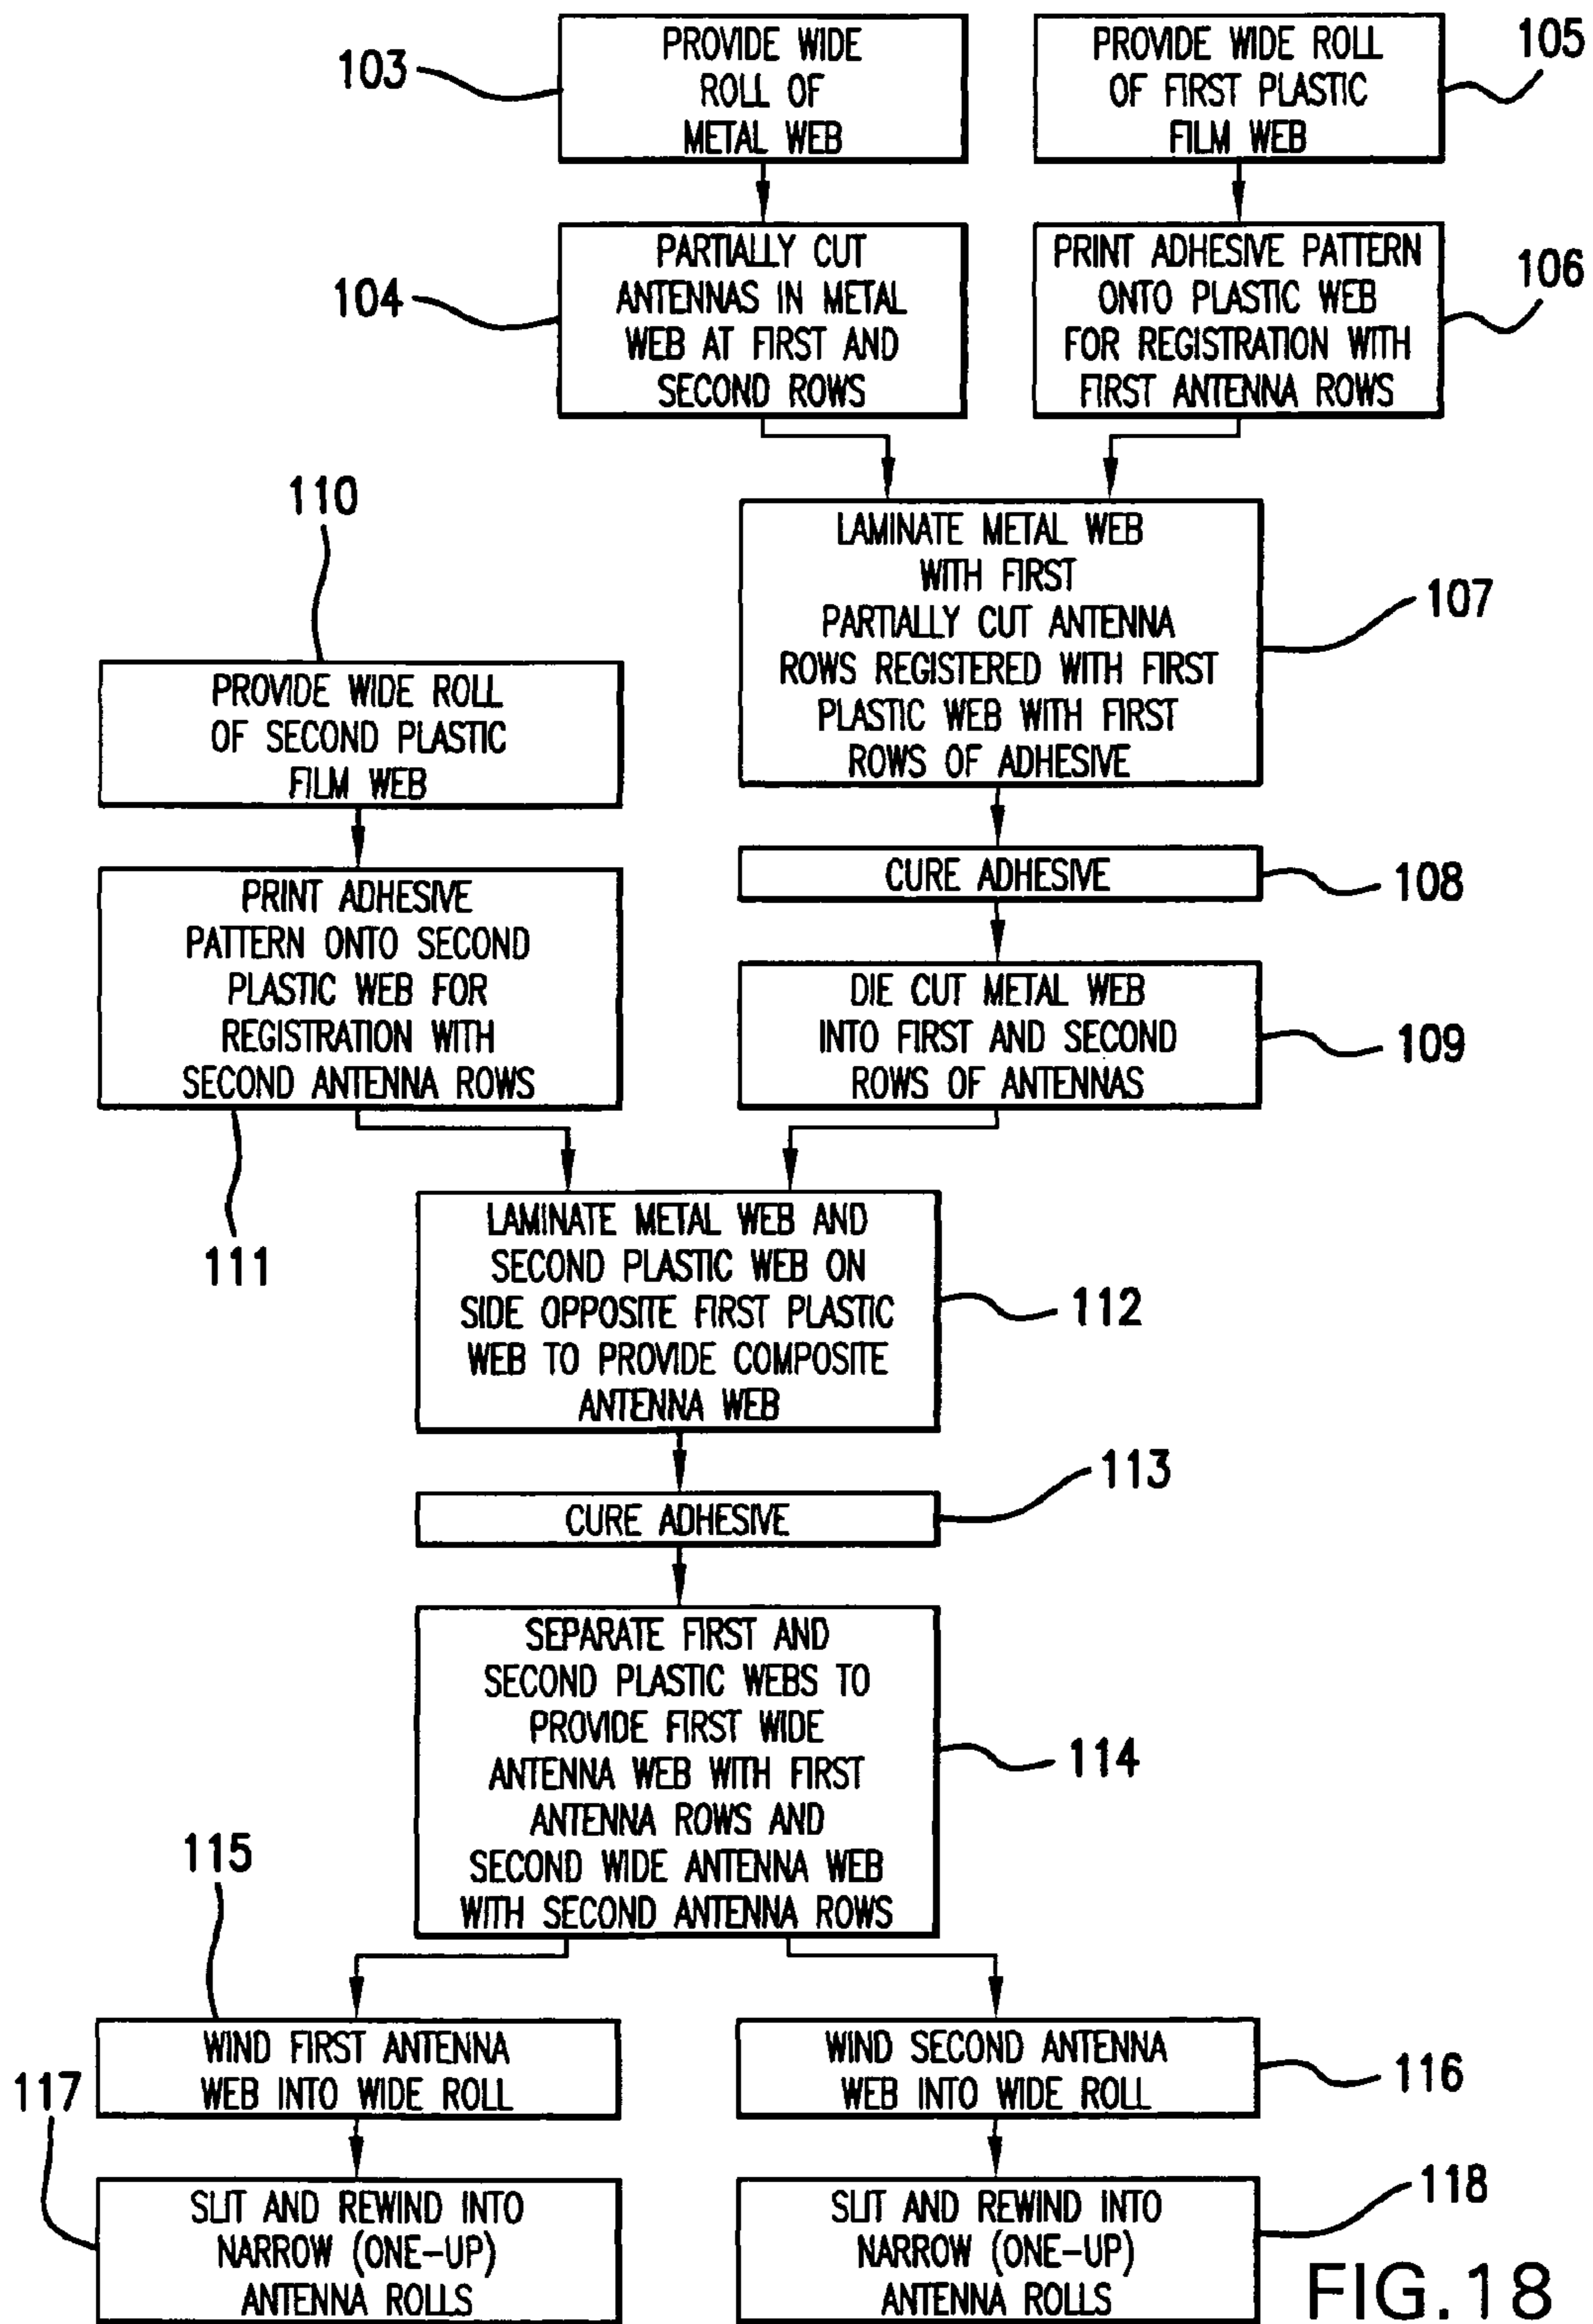 103
PROVIDE WIDE
ROLL OF
METAL WEB
PROVIDE WIDE ROLL
OF FIRST PLASTIC
FILM WEB
105
104
PARTIALLY CUT
ANTENNAS IN METAL
WEB AT FIRST AND
SECOND ROWS
PRINT ADHESIVE PATTERN
ONTO PLASTIC WEB
FOR REGISTRATION WITH
FIRST ANTENNA ROWS
106
LAMINATE METAL WEB
WITH FIRST
PARTIALLY CUT ANTENNA
ROWS REGISTERED WITH FIRST
PLASTIC WEB WITH FIRST
ROWS OF ADHESIVE
107
110
PROVIDE WIDE ROLL
OF SECOND PLASTIC
FILM WEB
CURE ADHESIVE
108
PRINT ADHESIVE
PATTERN ONTO SECOND
PLASTIC WEB FOR
REGISTRATION WITH
SECOND ANTENNA ROWS
111
DIE CUT METAL WEB
INTO FIRST AND SECOND
ROWS OF ANTENNAS
109
LAMINATE METAL WEB AND
SECOND PLASTIC WEB ON
SIDE OPPOSITE FIRST PLASTIC
WEB TO PROVIDE COMPOSITE
ANTENNA WEB
112
CURE ADHESIVE
113
SEPARATE FIRST AND
SECOND PLASTIC WEBS TO
PROVIDE FIRST WIDE
ANTENNA WEB WITH FIRST
ANTENNA ROWS AND
SECOND WIDE ANTENNA WEB
WITH SECOND ANTENNA ROWS
114
115
WIND FIRST ANTENNA
WEB INTO WIDE ROLL
WIND SECOND ANTENNA
WEB INTO WIDE ROLL
116
117
SLIT AND REWIND INTO
NARROW (ONE-UP)
ANTENNA ROLLS
SLIT AND REWIND INTO
NARROW (ONE-UP)
ANTENNA ROLLS
118
FIG.18